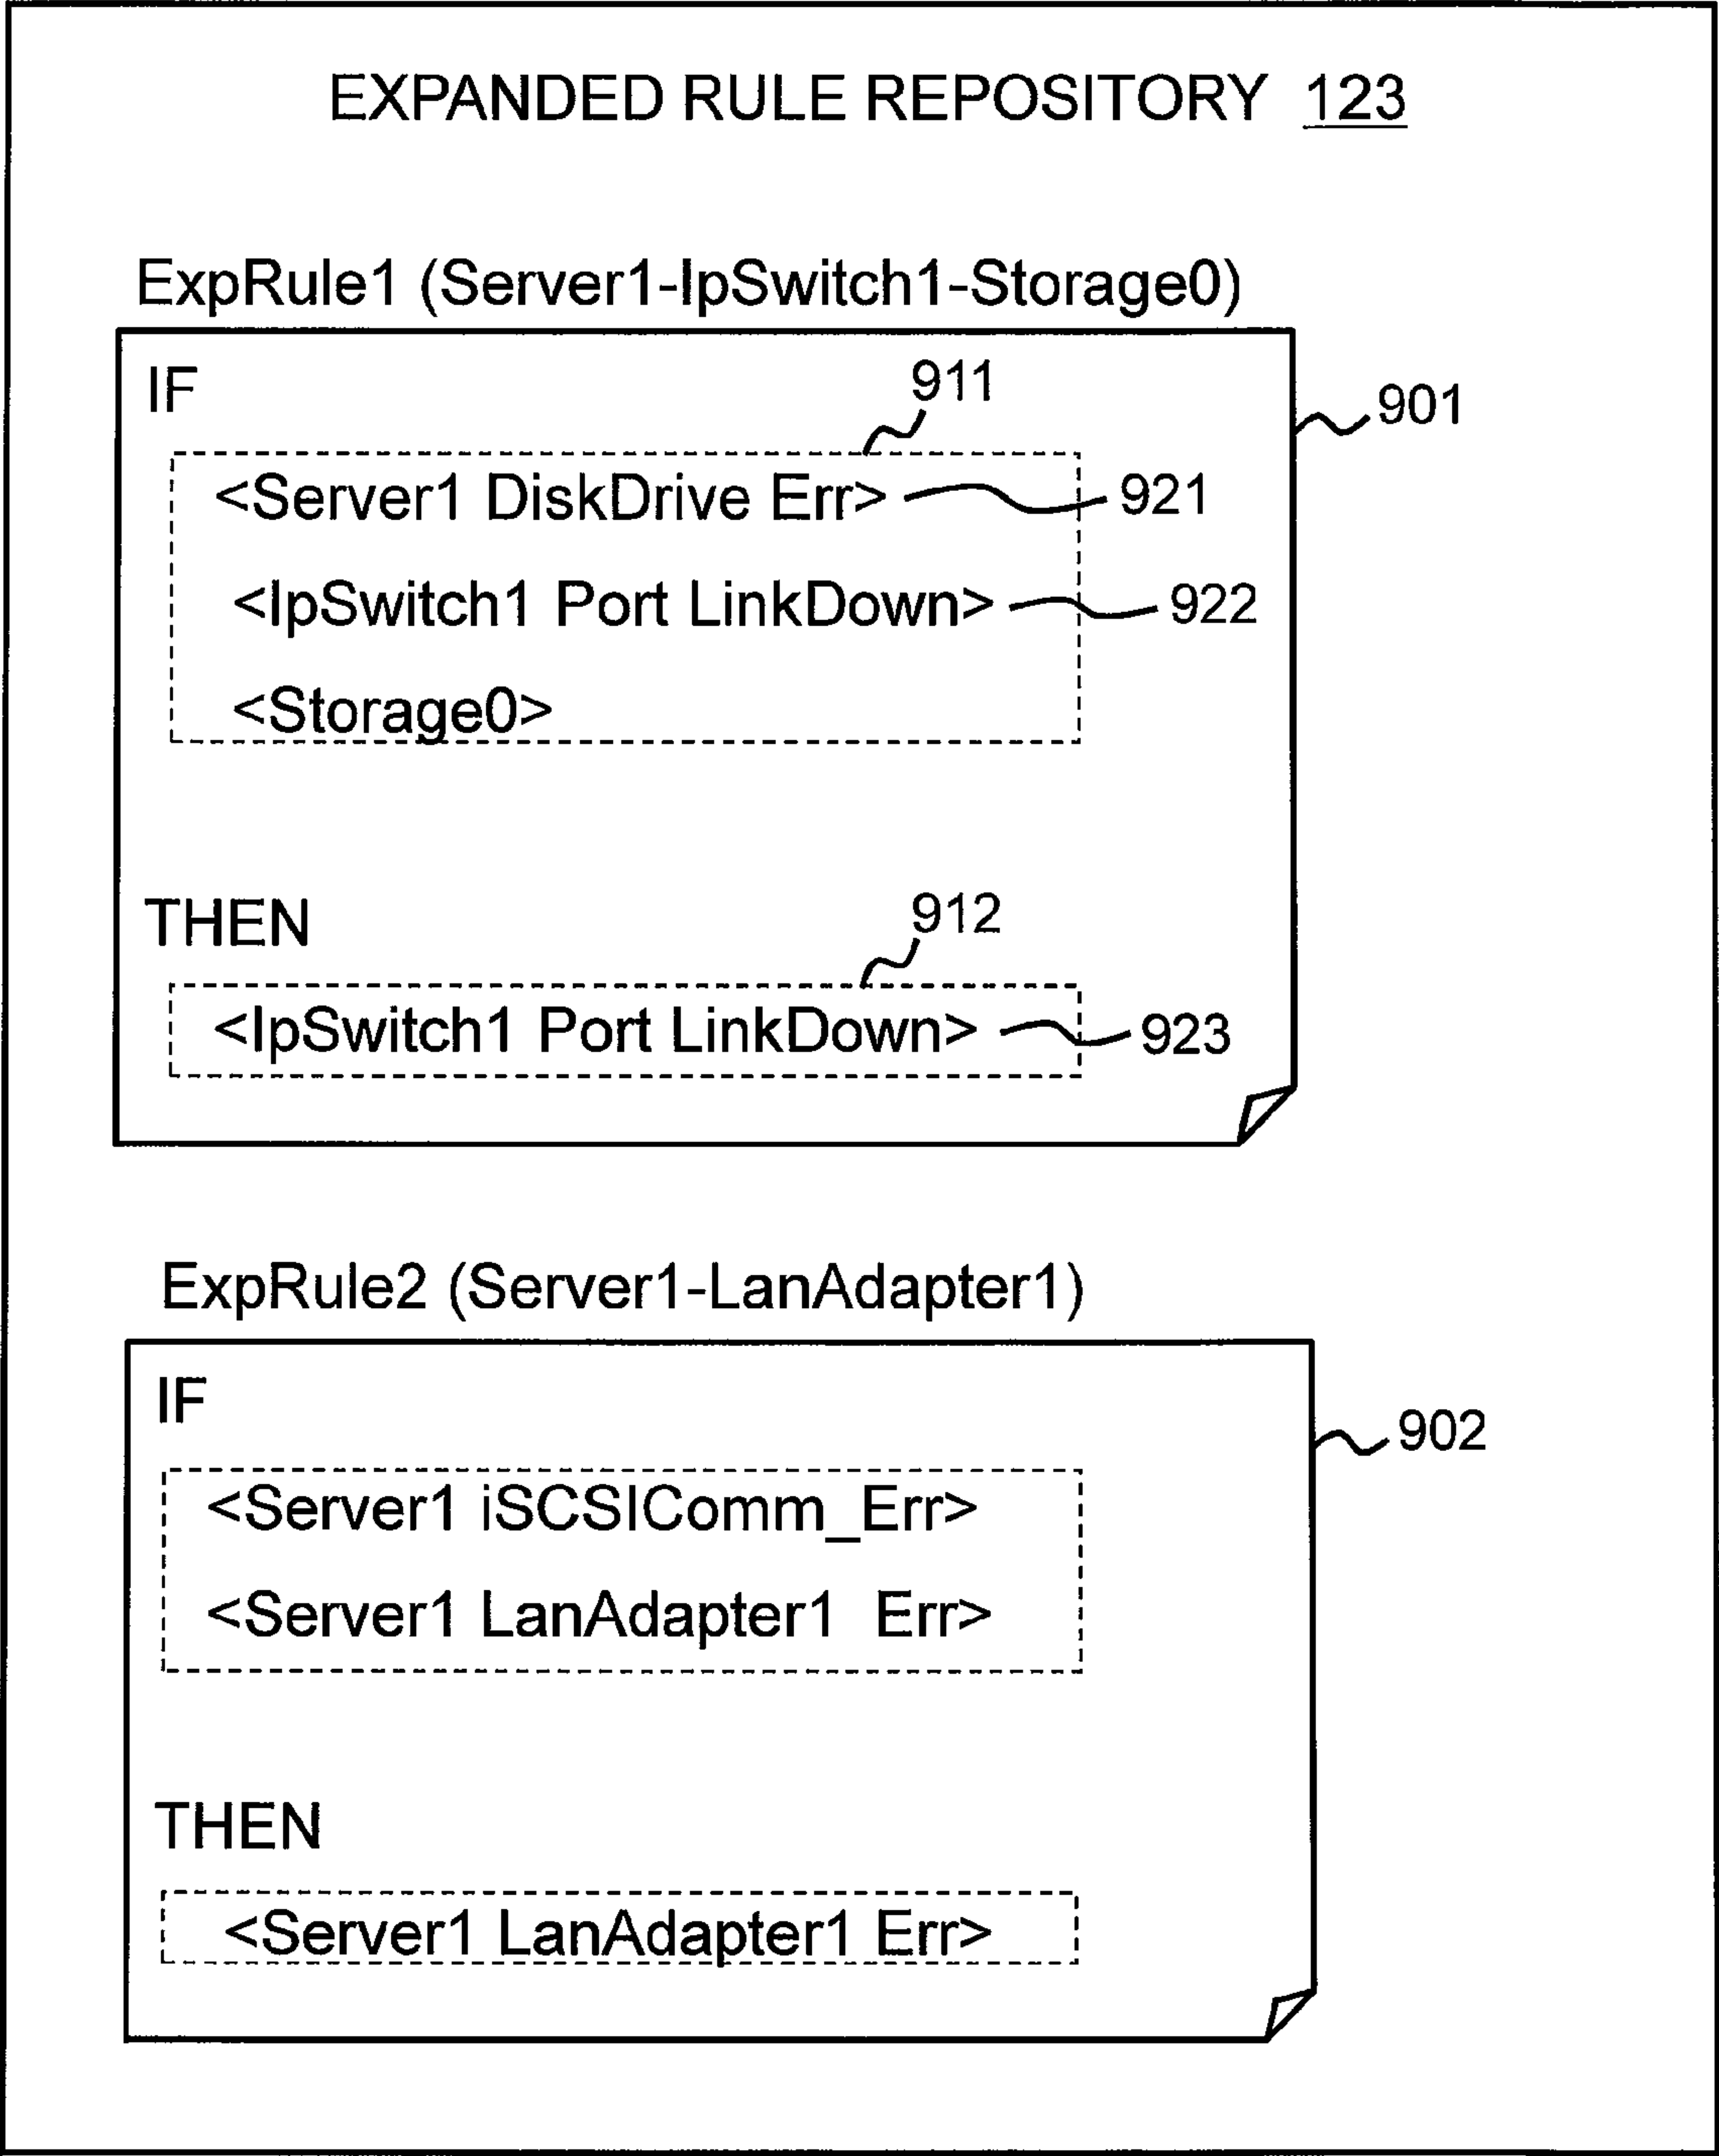 EXPANDED RULE REPOSITORY 123
ExpRule1 (Server1-IpSwitch1-Storage0)
IF
911
901
<Server1 DiskDrive Err> 921
<IpSwitch1 Port LinkDown> 922
<Storage0>
THEN
912
<IpSwitch1 Port LinkDown> 923
ExpRule2 (Server1-LanAdapter1)
IF
902
<Server1 iSCSIComm_Err>
<Server1 LanAdapter1 Err>
THEN
<Server1 LanAdapter1 Err>